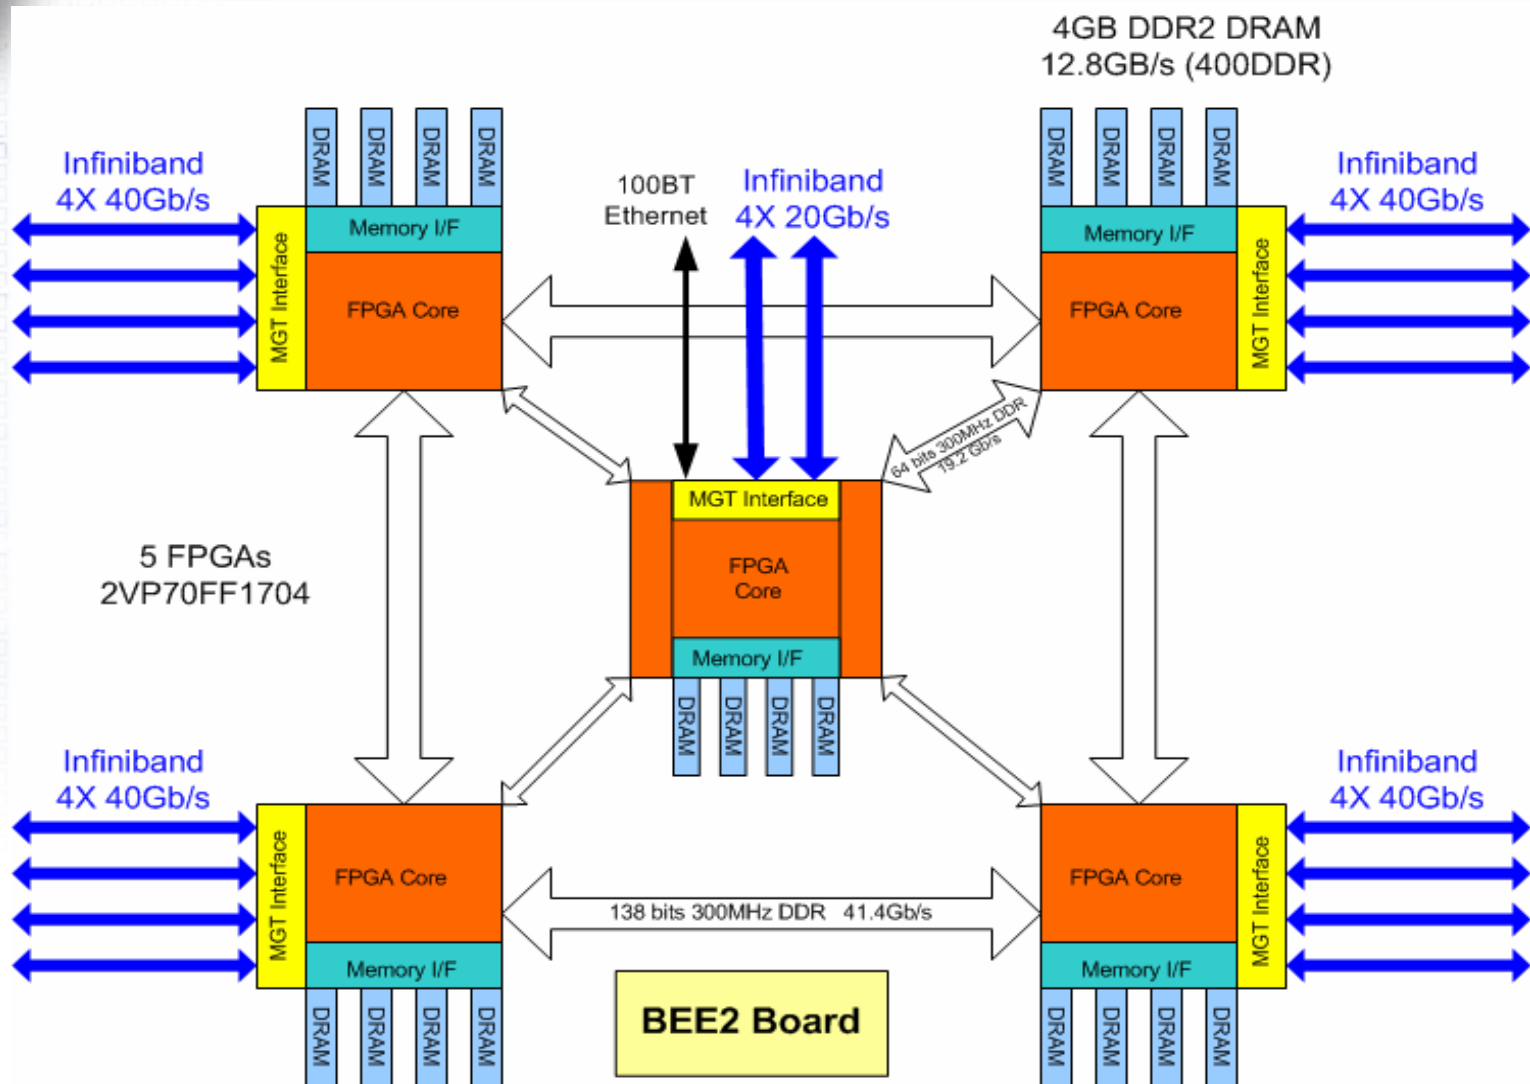 4GB DDR2 DRAM
12.8GB/s (400DDR)
DRAM
DRAM
DRAM
DRAM
DRAM
DRAM
DRAM
DRAM
Infiniband
4X 40Gb/s
100BT
Ethernet
Infiniband
4X 20Gb/s
Infiniband
4X 40Gb/s
MGT Interface
Memory I/F
FPGA Core
Memory I/F
FPGA Core
MGT Interface
64 bits 300MHz DDR
19.2 Gb/s
MGT Interface
FPGA
Core
Memory I/F
DRAM
DRAM
DRAM
DRAM
5 FPGAs
2VP70FF1704
Infiniband
4X 40Gb/s
Infiniband
4X 40Gb/s
MGT Interface
FPGA Core
Memory I/F
138 bits 300MHz DDR 41.4Gb/s
FPGA Core
Memory I/F
MGT Interface
DRAM
DRAM
DRAM
DRAM
BEE2 Board
DRAM
DRAM
DRAM
DRAM